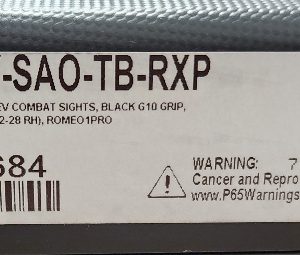 -SAO-TB-RXP
EV COMBAT SIGHTS, BLACK G10 GRIP,
2-28 RH), ROMEO1PRO
684
WARNING: 7
Cancer and Repro
www.P65Warnings